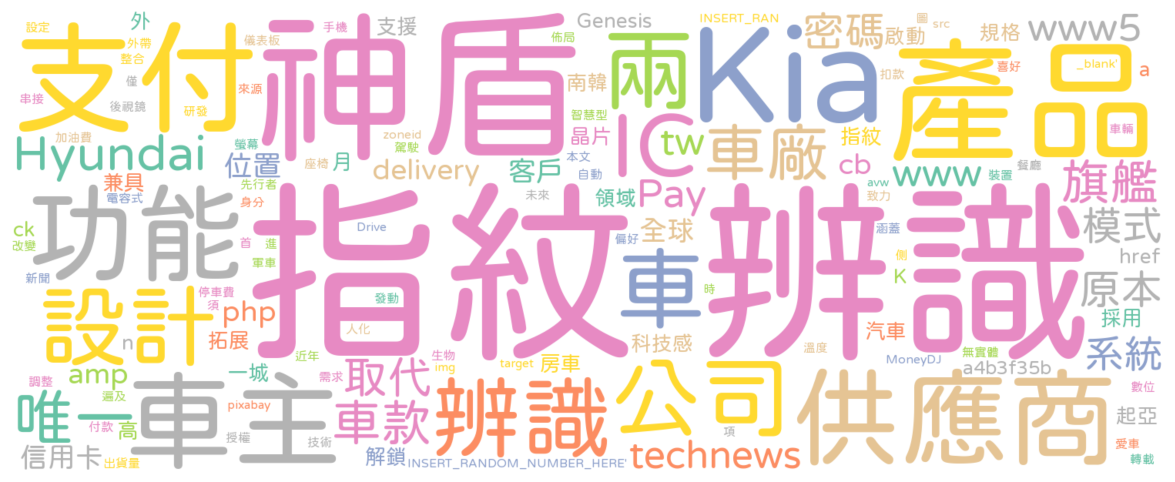 設定
外
手機
支援
佈局
Genesis
INSERT_RAN
密碼
啟動
圖
src
規格
www5
外帶
整合
儀表板
支付
神盾
兩
Kia
產品
_blank'
喜好
a
僅
後視鏡
串接
研發
來源
南韓
扣款
智慧型
晶片
IC
tw
車廠
指紋
車輛
加油費
螢幕
zoneid
駕駛
Hyundai
位置
座椅
月
delivery
客戶
本文
自動
cb
www
裝置
餐廳
旗艦
兼具
電容式
先行者
身分
未來
領域
Pay
avw
致力
ck
改變
功能
首
進
軍車
Drive
指紋
辨識
偏好
全球
涵蓋
側
模式
href
新聞
停車費
項
發動
車
時
K
原本
設計
php
拓展
人化
科技感
汽車
採用
n
近年
生物
img
target
房車
溫度
MoneyDJ
無實體
系統
a4b3f35b
amp
調整
遍及
一城
需求
取代
數位
唯一
pixabay
車主
付款
高
授權
技術
車款
辨識
公司
項
供應商
起亞
愛車
轉載
信用卡
出貨量
解鎖
INSERT_RANDOM_NUMBER_HERE'
technews